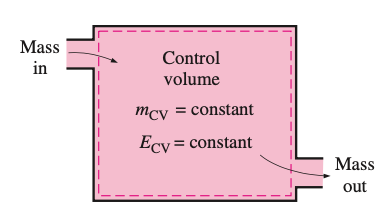 Mass
in
Control
volume
m_CV = constant
E_CV = constant
Mass
out